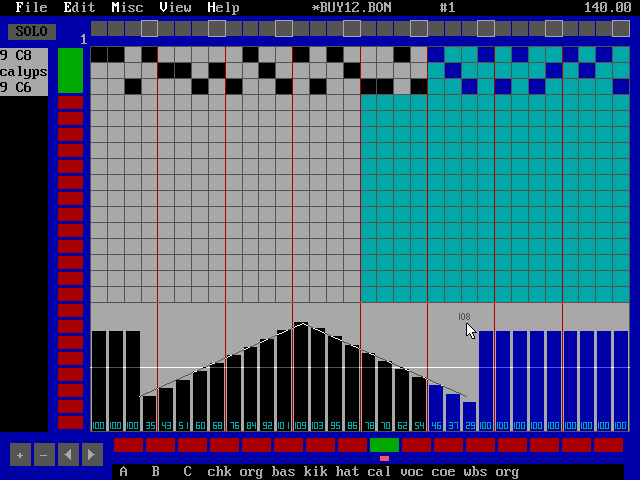 File Edit Misc View Help *BUY12.BON #1 140.00
SOLO
1
9 C8
calyps
9 C6
108
100 100 100 35 43 51 60 68 76 84 92 101 109 103 95 86 78 70 62 54 46 37 29 100 100 100 100 100 100 100 100 100
+ −
A B C chk org bas kik hat cal voc coe wbs org